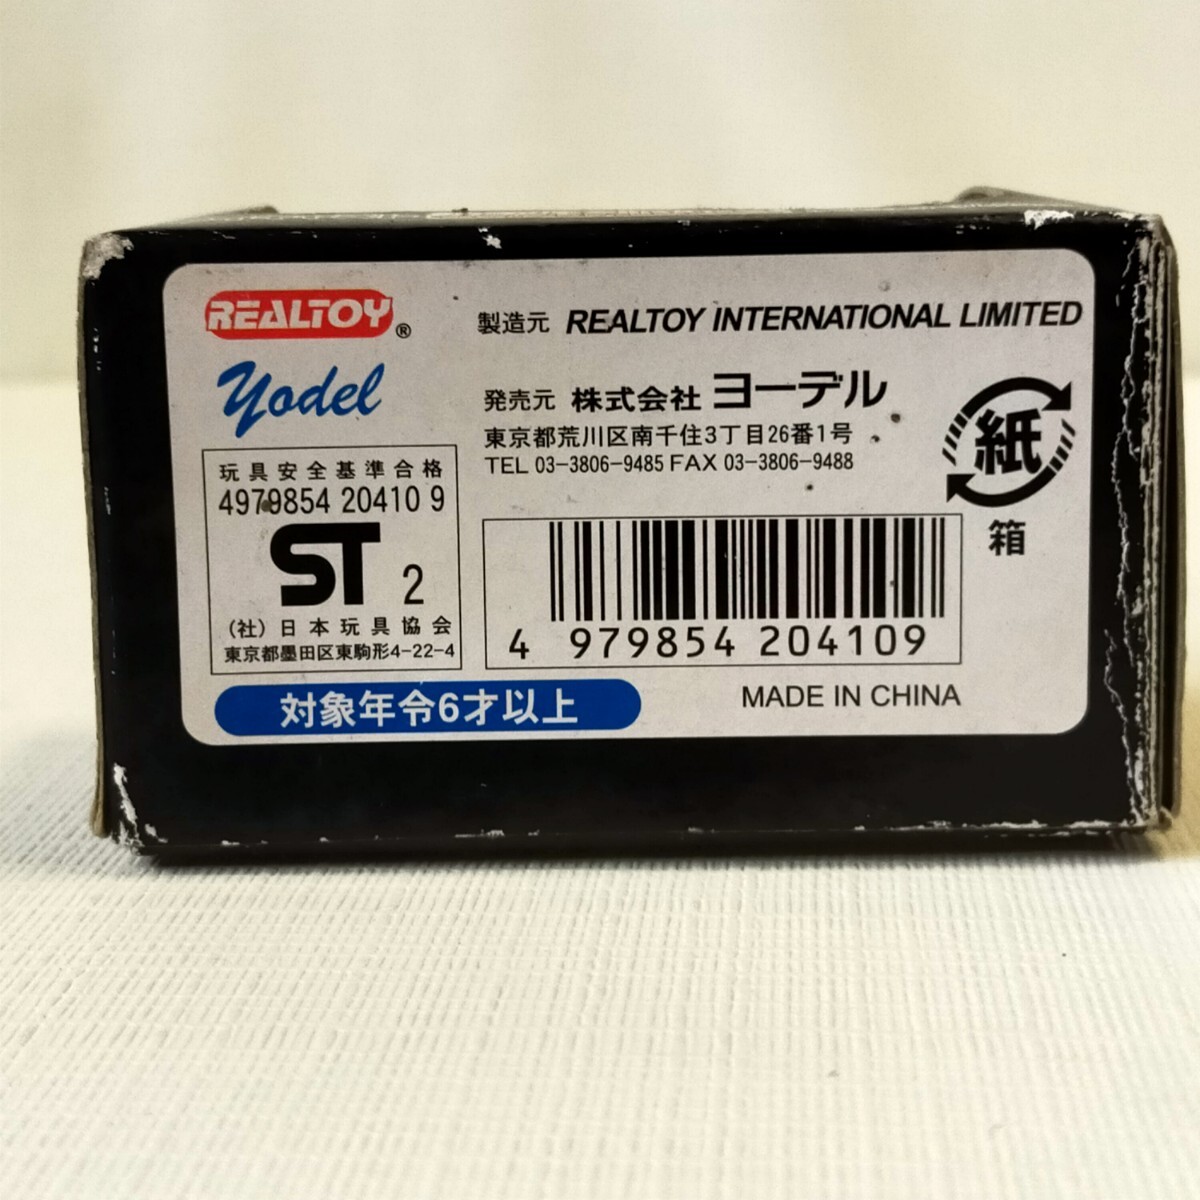 REALTOY®
Yodel
玩具安全基準合格
4979854 20410 9
ST 2
(社)日本玩具協会
東京都墨田区東駒形4-22-4
対象年令6才以上
製造元 REALTOY INTERNATIONAL LIMITED
発売元 株式会社 ヨーデル
東京都荒川区南千住3丁目26番1号
TEL 03-3806-9485 FAX 03-3806-9488
紙
箱
4 979854 204109
MADE IN CHINA